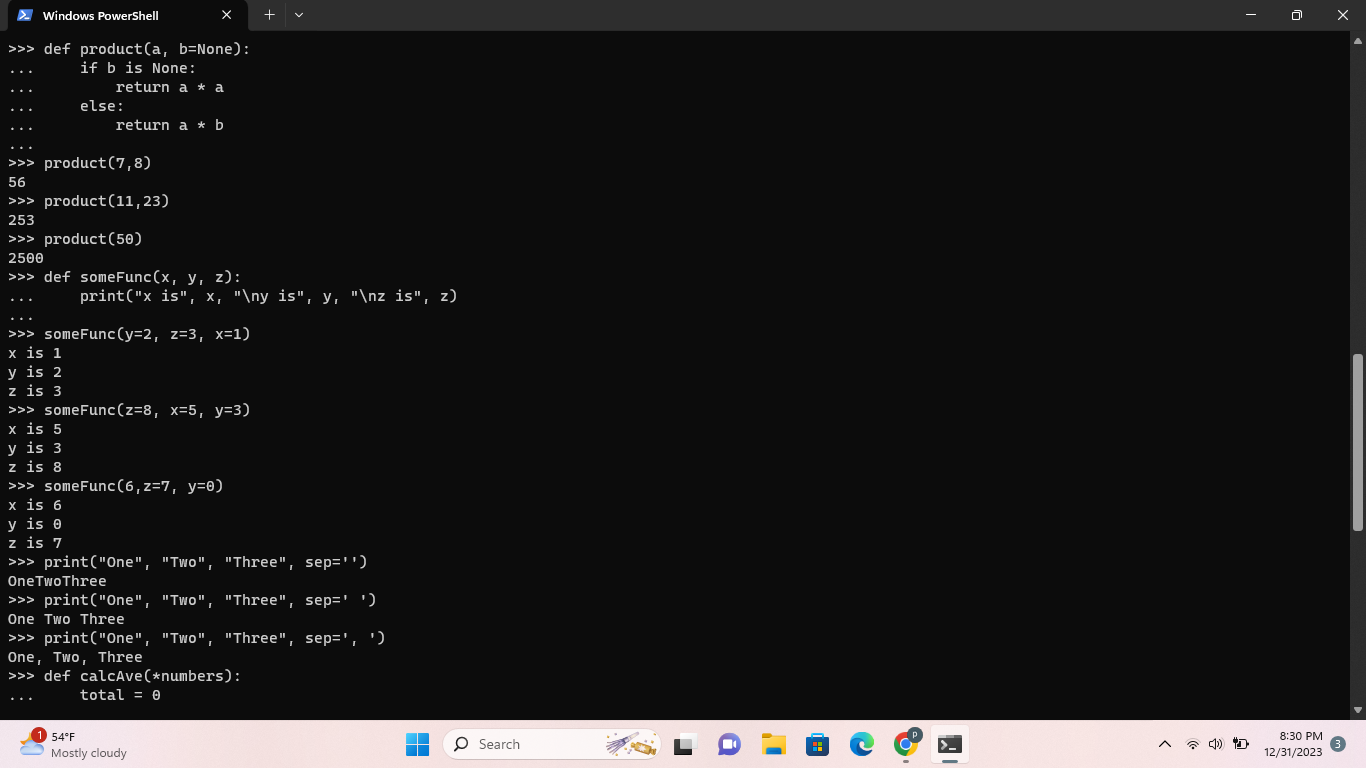 Windows PowerShell
>>> def product(a, b=None):
...     if b is None:
...         return a * a
...     else:
...         return a * b
...
>>> product(7,8)
56
>>> product(11,23)
253
>>> product(50)
2500
>>> def someFunc(x, y, z):
...     print("x is", x, "\ny is", y, "\nz is", z)
...
>>> someFunc(y=2, z=3, x=1)
x is 1
y is 2
z is 3
>>> someFunc(z=8, x=5, y=3)
x is 5
y is 3
z is 8
>>> someFunc(6,z=7, y=0)
x is 6
y is 0
z is 7
>>> print("One", "Two", "Three", sep='')
OneTwoThree
>>> print("One", "Two", "Three", sep=' ')
One Two Three
>>> print("One", "Two", "Three", sep=', ')
One, Two, Three
>>> def calcAve(*numbers):
...     total = 0
1
54°F
Mostly cloudy
Search
P
8:30 PM
12/31/2023
3